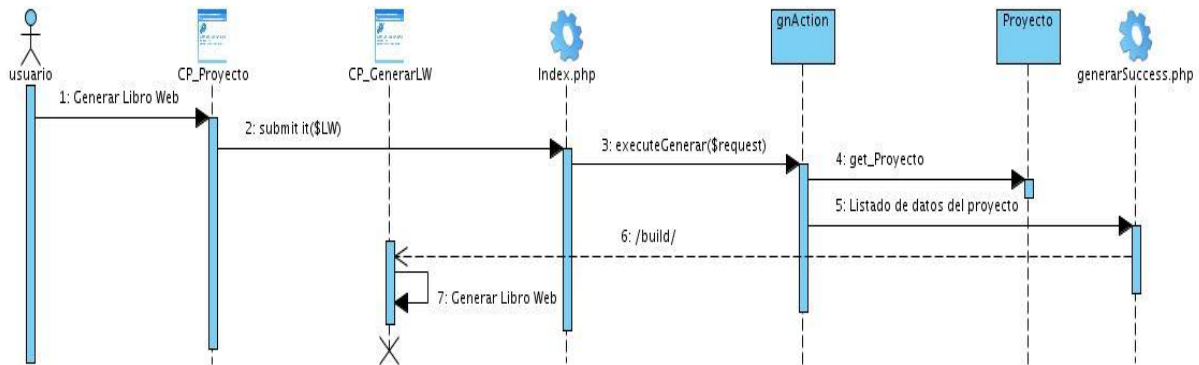 usuario
CP_Proyecto
CP_GenerarLW
Index.php
gnAction
Proyecto
generarSuccess.php
1: Generar Libro Web
2: submit it($LW)
3: executeGenerar($request)
4: get_Proyecto
5: Listado de datos del proyecto
6: /build/
7: Generar Libro Web